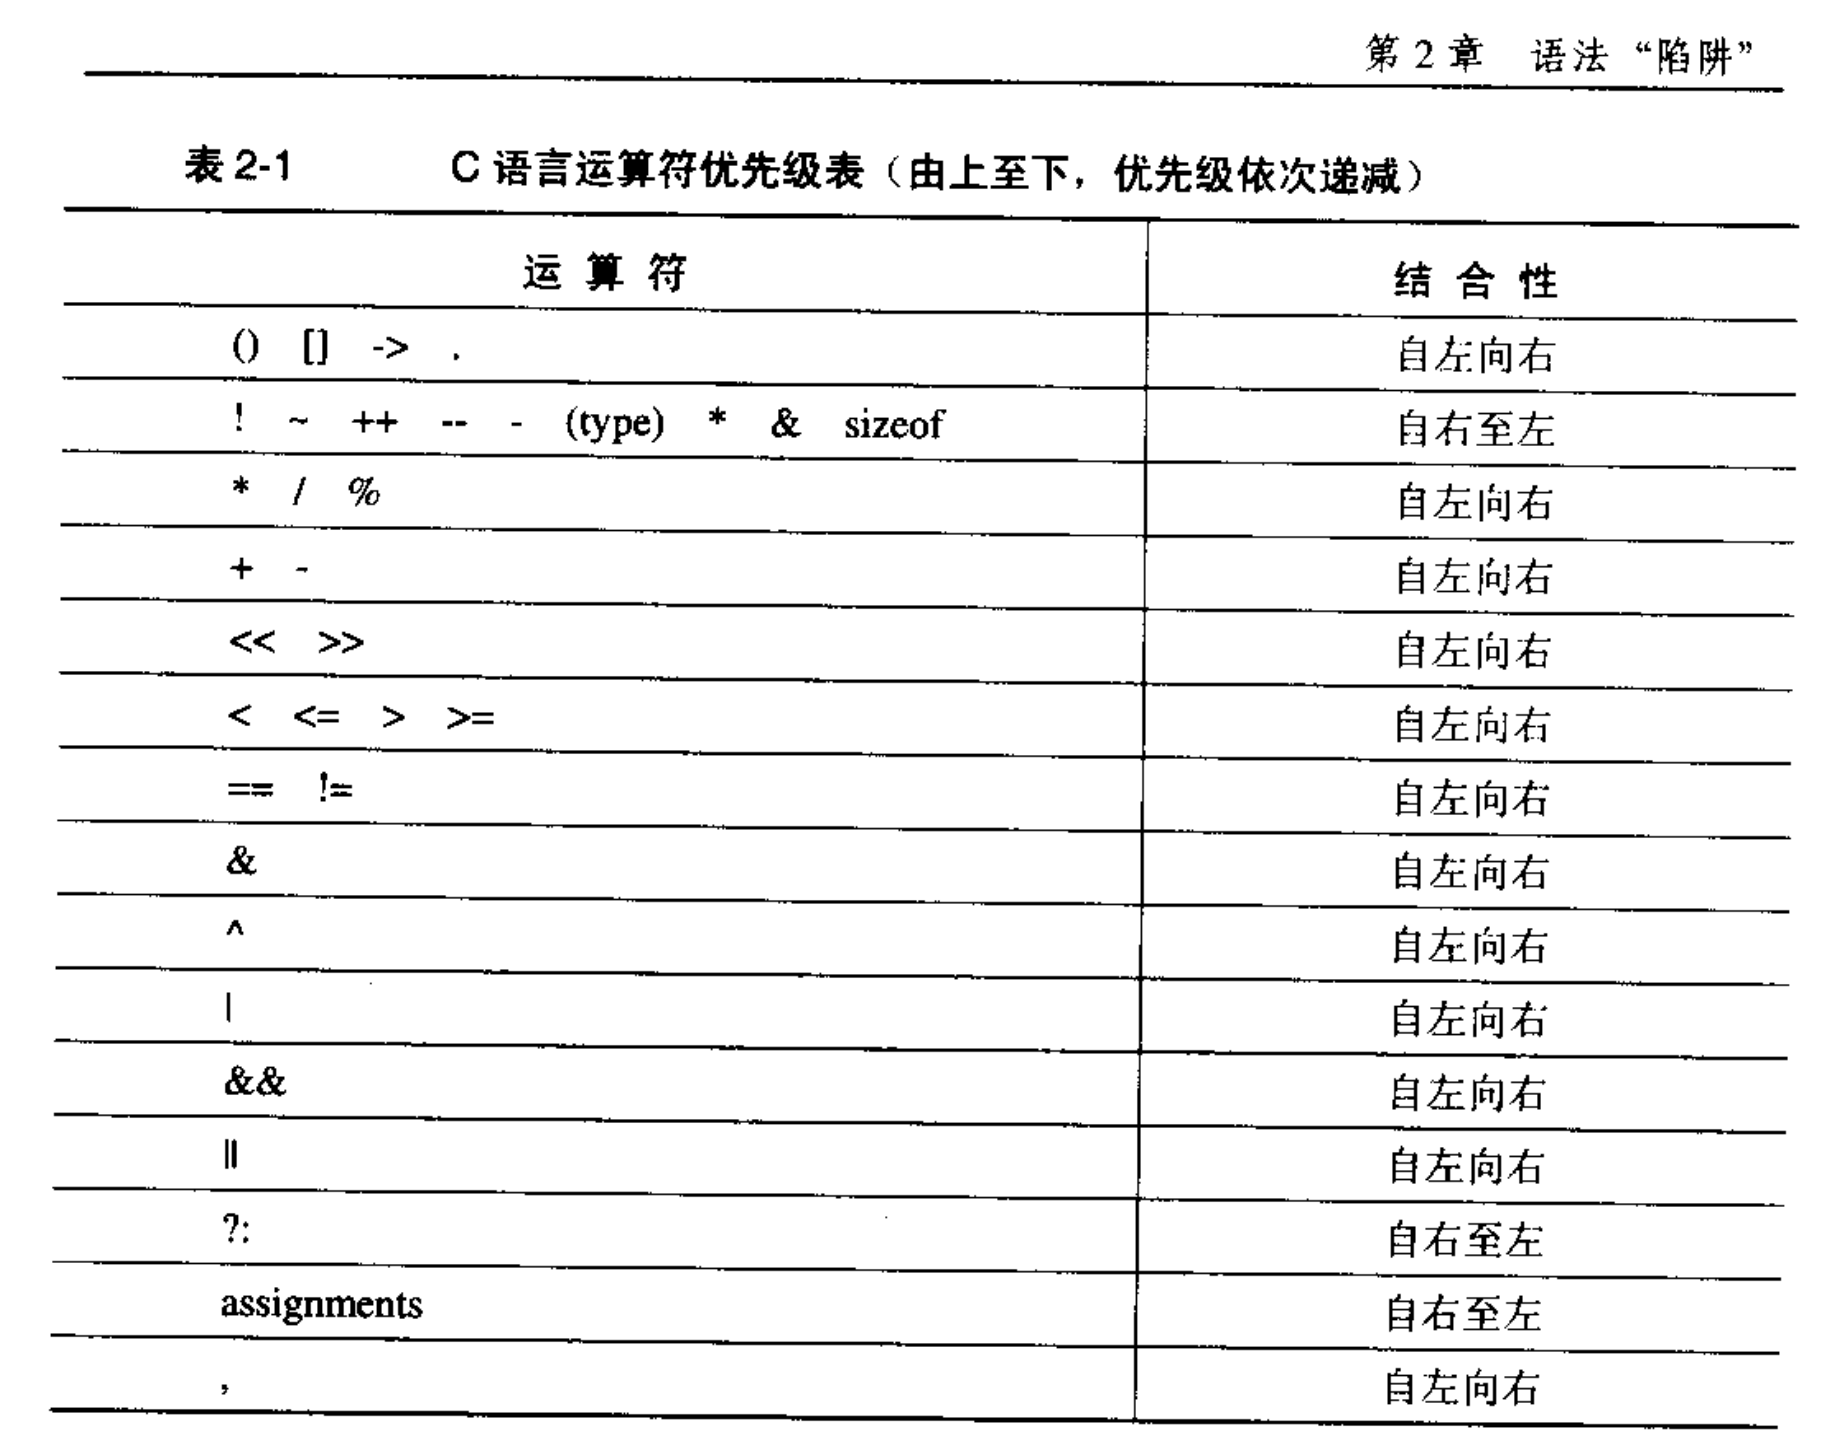 第 2 章 语法 “陷阱”
表 2-1 C 语言运算符优先级表（由上至下，优先级依次递减）
运 算 符 结 合 性
() [] -> . 自左向右
! ~ ++ -- - (type) * & sizeof 自右至左
* / % 自左向右
+ - 自左向右
<< >> 自左向右
< <= > >= 自左向右
== != 自左向右
& 自左向右
^ 自左向右
| 自左向右
&& 自左向右
|| 自左向右
?: 自右至左
assignments 自右至左
, 自左向右